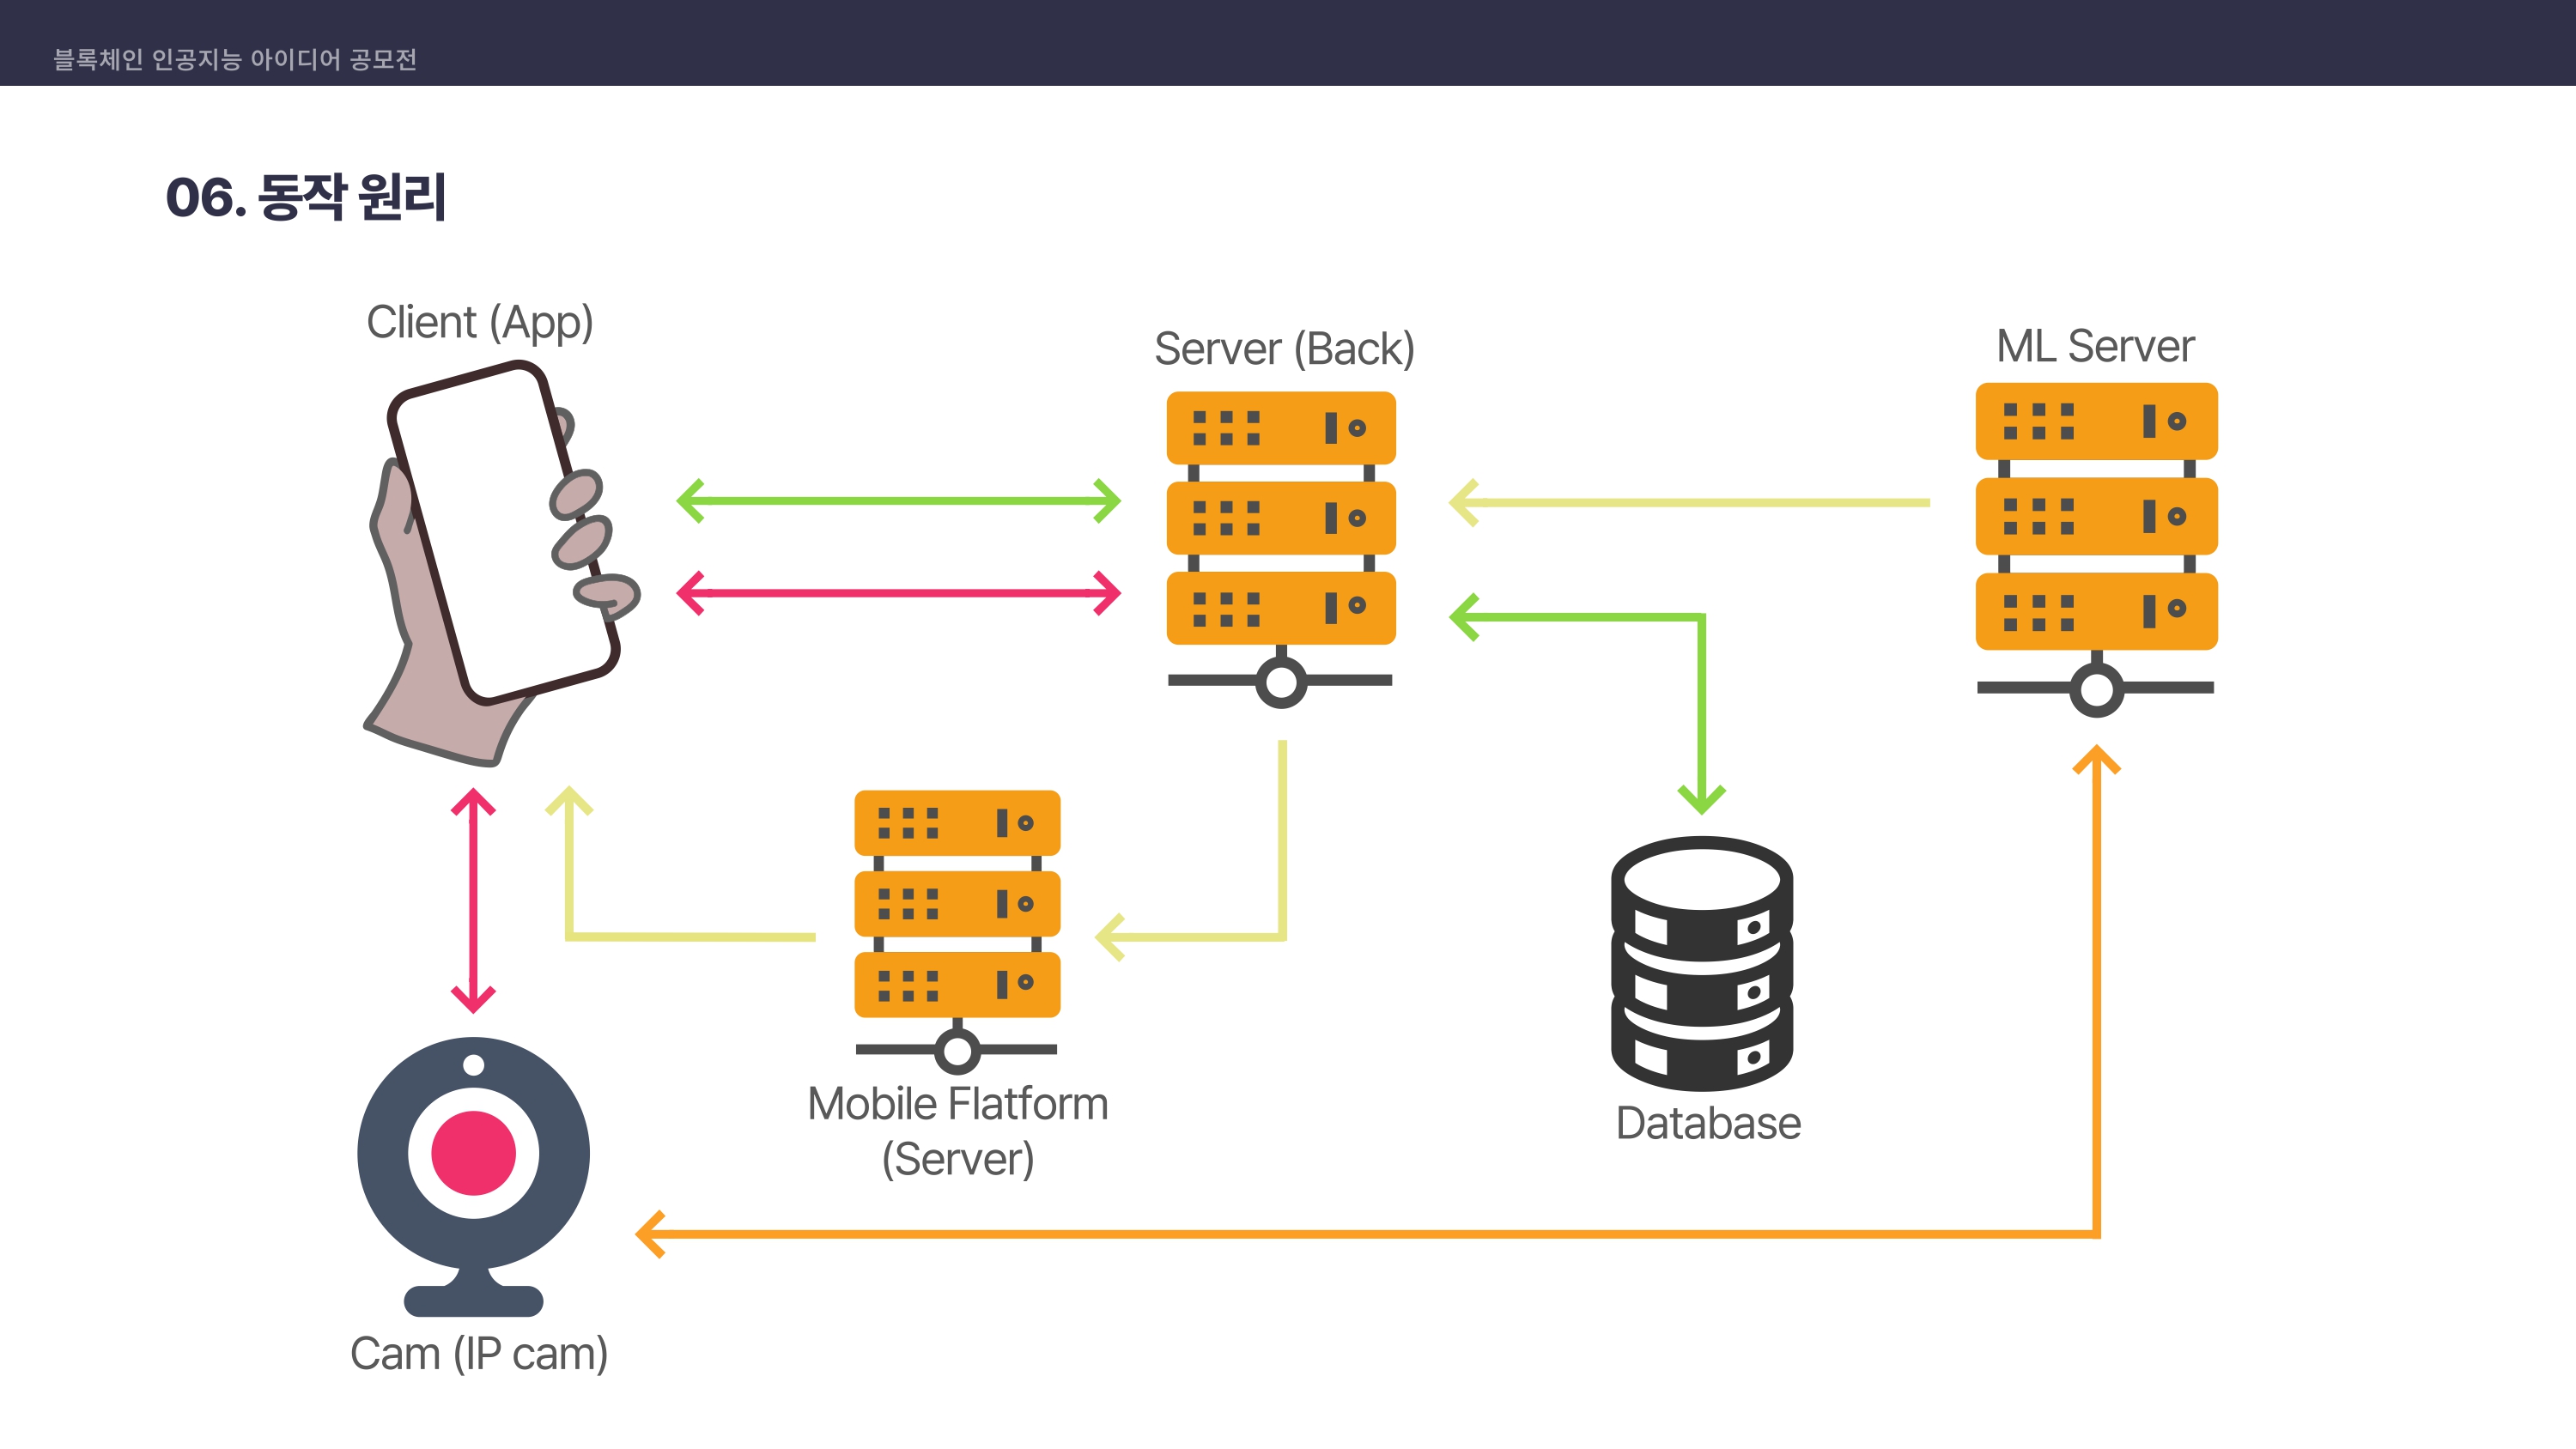 블록체인 인공지능 아이디어 공모전
06. 동작 원리
Client (App)
Server (Back)
ML Server
Mobile Flatform
(Server)
Database
Cam (IP cam)